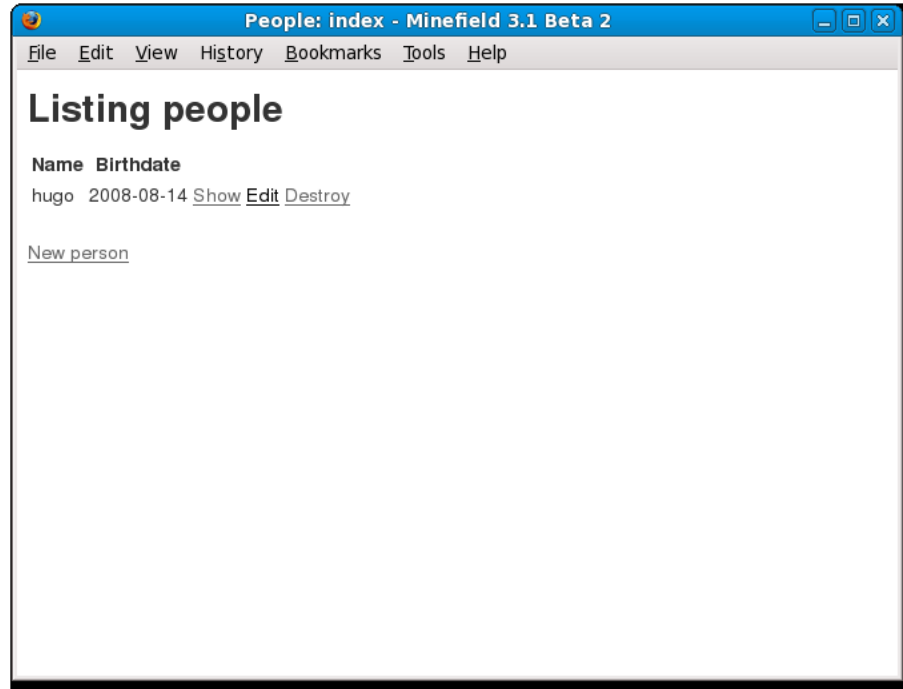 People: index - Minefield 3.1 Beta 2
File Edit View History Bookmarks Tools Help
Listing people
Name Birthdate
hugo 2008-08-14 Show Edit Destroy
New person